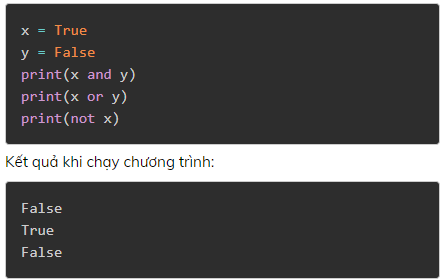 x = True
y = False
print(x and y)
print(x or y)
print(not x)
Kết quả khi chạy chương trình:
False
True
False